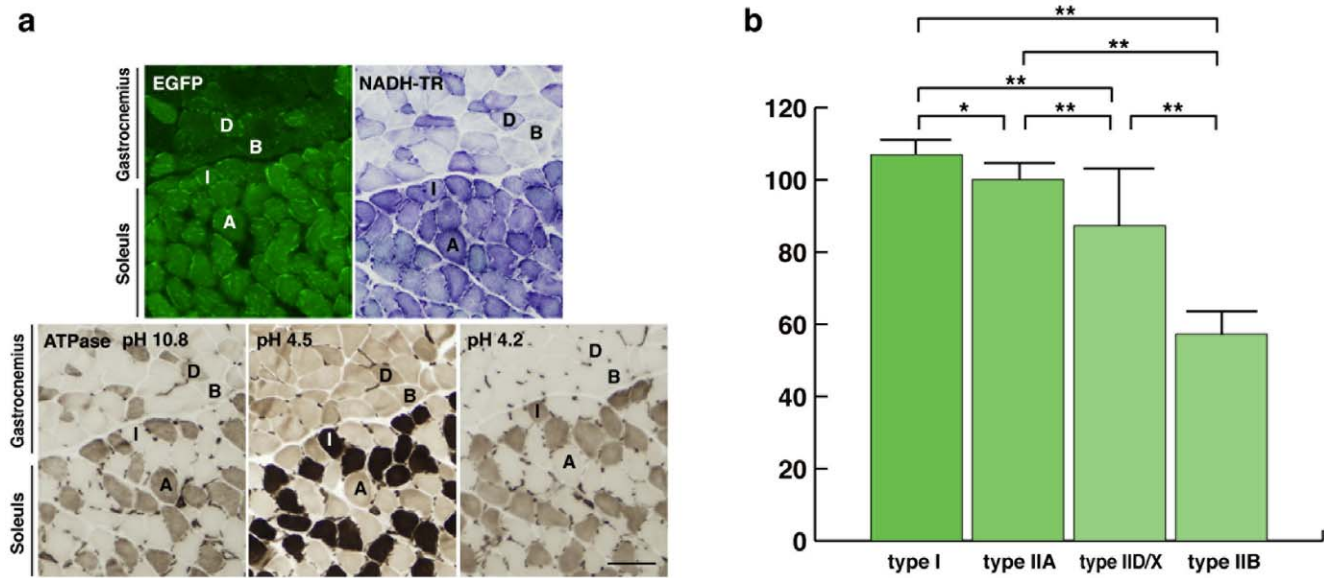 a
EGFP
NADH-TR
Gastrocnemius
Soleuls
D
B
I
A
D
B
I
A
ATPase pH 10.8
pH 4.5
pH 4.2
Gastrocnemius
Soleuls
D
B
I
A
D
B
I
A
D
B
I
A
b
**
**
**
* ** **
120
100
80
60
40
20
0
type I type IIA type IID/X type IIB